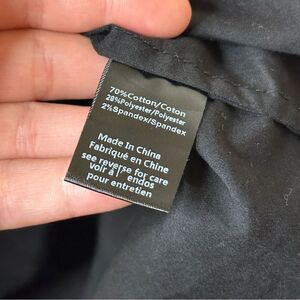 70%Cotton/Coton
28%Polyester/Polyester
2%Spandex/Spandex
Made In China
Fabriqué en Chine
see reverse for care
voir à l' endos
pour entretien